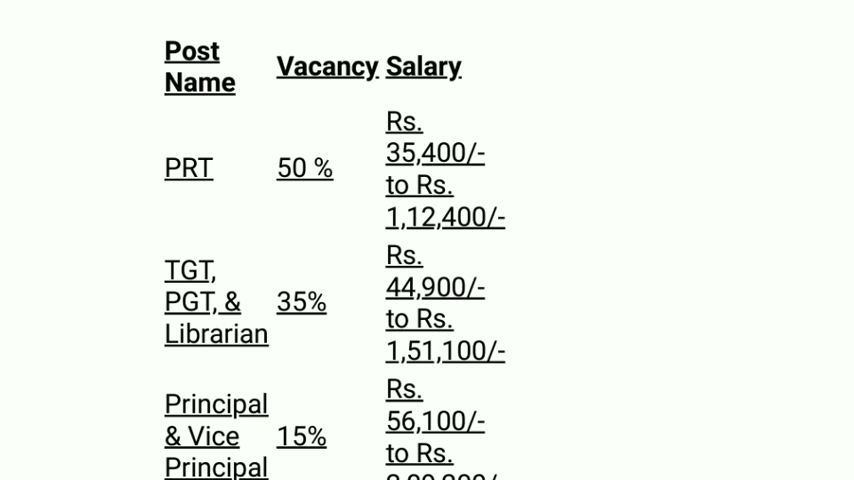 Post
Name
Vacancy Salary
Rs.
35,400/-
PRT 50 %
to Rs.
1,12,400/-
Rs.
TGT,
44,900/-
PGT, & 35%
to Rs.
Librarian
1,51,100/-
Rs.
Principal
56,100/-
& Vice 15%
to Rs.
Principal